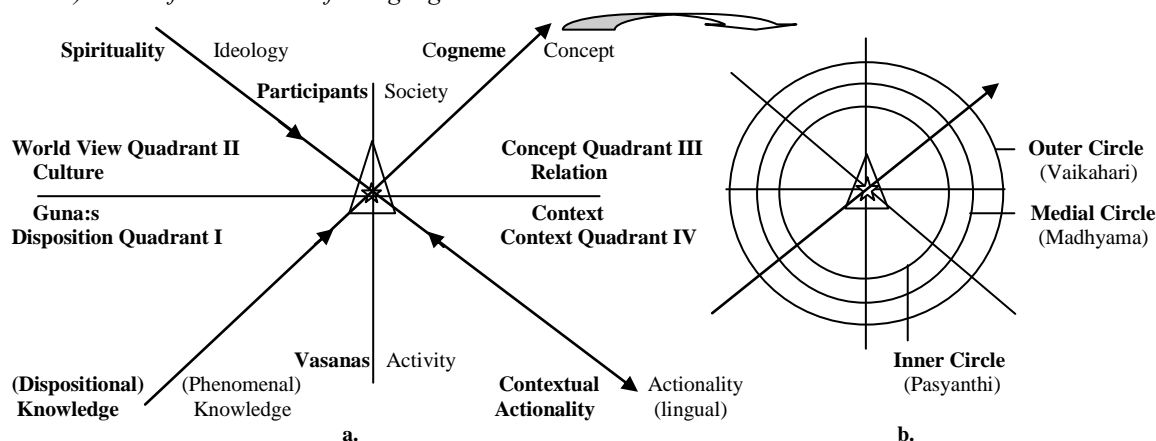 Spirituality Ideology Cogneme Concept
Participants Society
World View Quadrant II Concept Quadrant III
Culture Relation
Guna:s Context
Disposition Quadrant I Context Quadrant IV
Vasanas Activity
(Dispositional) (Phenomenal) Contextual Actionality
Knowledge Knowledge Actionality (lingual)
a.
Outer Circle
(Vaikahari)
Medial Circle
(Madhyama)
Inner Circle
(Pasyanthi)
b.